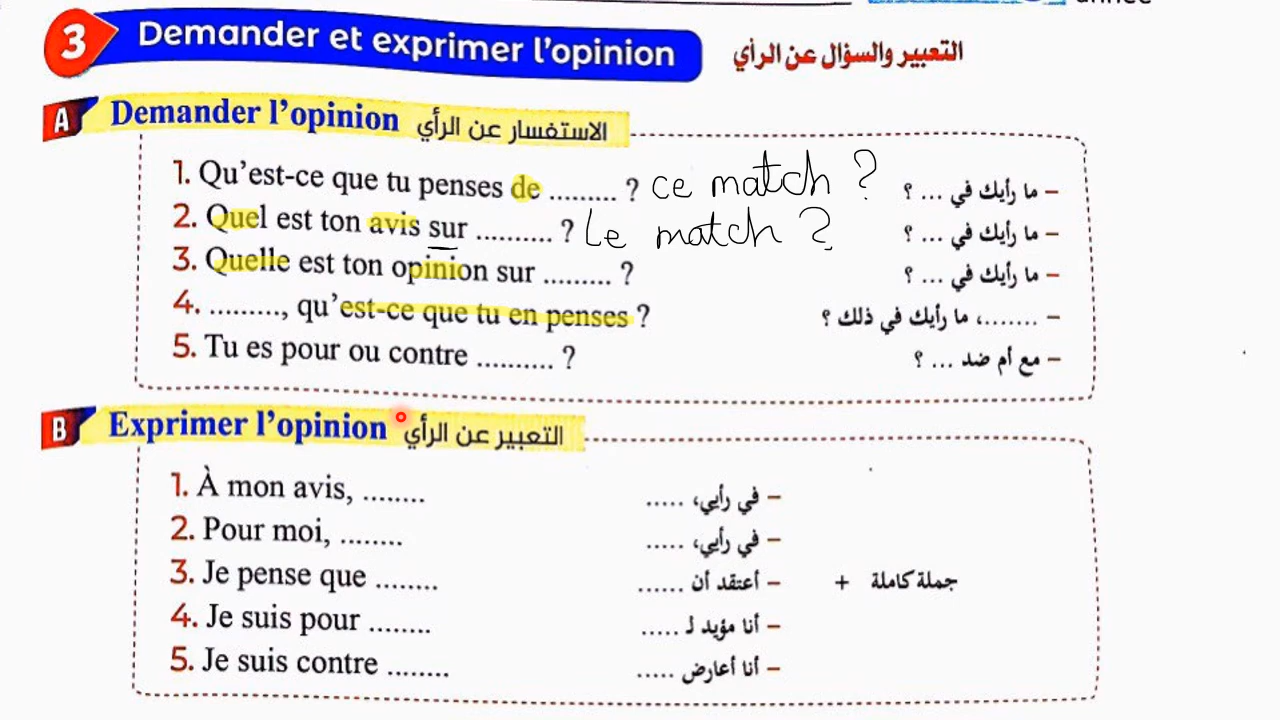 année
3 Demander et exprimer l'opinion التعبير والسؤال عن الرأي
A Demander l'opinion الاستفسار عن الرأي
1. Qu'est-ce que tu penses de ......... ? ce match ? – ما رأيك في ... ؟
2. Quel est ton avis sur .......... ? Le match ? – ما رأيك في ... ؟
3. Quelle est ton opinion sur ......... ? – ما رأيك في ... ؟
4. .........., qu'est-ce que tu en penses ? – .......، ما رأيك في ذلك ؟
5. Tu es pour ou contre .......... ? – مع أم ضد ... ؟
B Exprimer l'opinion التعبير عن الرأي
1. À mon avis, ........ – في رأيي، .....
2. Pour moi, ........ – في رأيي، .....
3. Je pense que ........ – أعتقد أن ...... + جملة كاملة
4. Je suis pour ........ – أنا مؤيد لـ .....
5. Je suis contre ........ – أنا أعارض .....